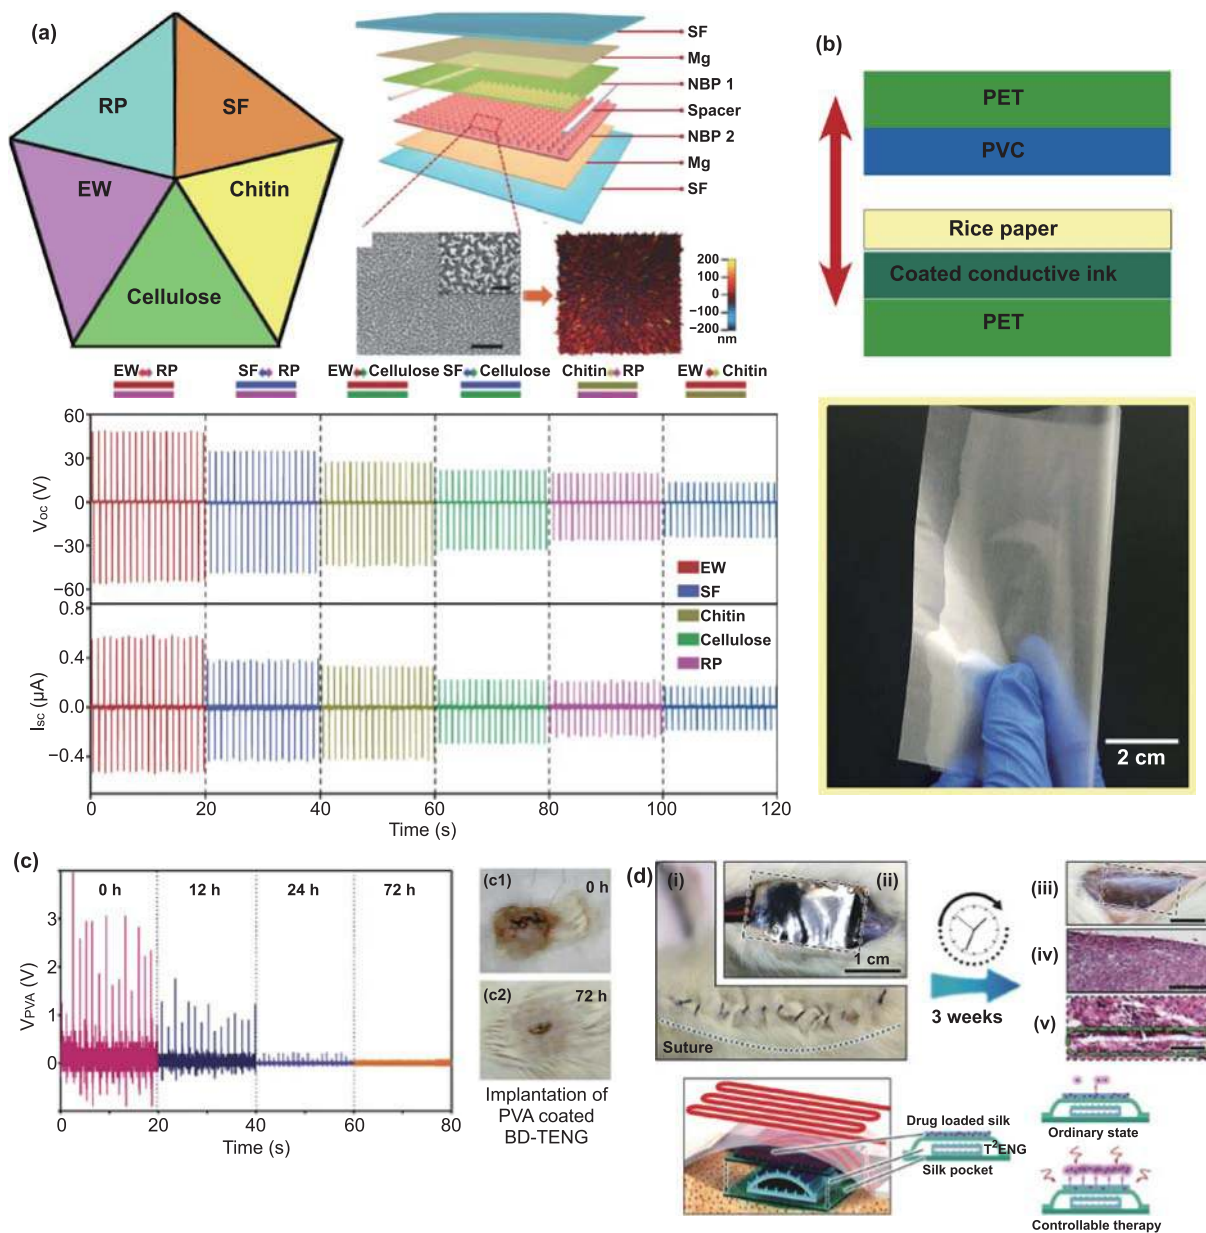 (a)
RP
SF
EW
Chitin
Cellulose
SF
Mg
NBP 1
Spacer
NBP 2
Mg
SF
200
100
0
−100
−200
nm
(b)
PET
PVC
Rice paper
Coated conductive ink
PET
2 cm
EW RP
SF RP
EW Cellulose
SF Cellulose
Chitin RP
EW Chitin
60
30
0
−30
−60
Voc (V)
EW
SF
Chitin
Cellulose
RP
0.8
0.4
0.0
−0.4
Isc (µA)
0 20 40 60 80 100 120
Time (s)
(c)
0 h 12 h 24 h 72 h
3
2
1
0
−1
VPVA (V)
0 20 40 60 80
Time (s)
(c1) 0 h
(c2) 72 h
Implantation of
PVA coated
BD-TENG
(d)
(i)
(ii)
1 cm
Suture
3 weeks
(iii)
(iv)
(v)
Drug loaded silk
T²ENG
Silk pocket
Ordinary state
Controllable therapy